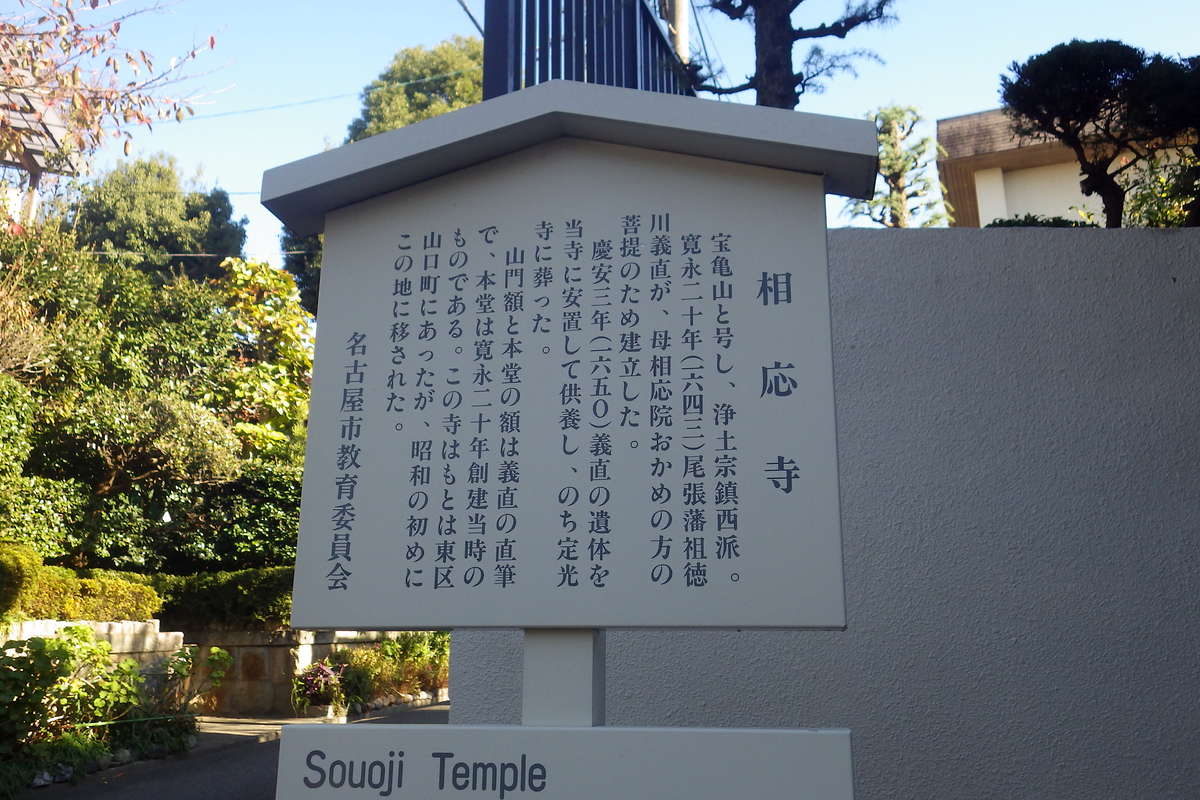 相応寺
宝亀山と号し、浄土宗鎮西派。
寛永二十年(一六四三)尾張藩祖徳
川義直が、母相応院おかめの方の
菩提のため建立した。
慶安三年(一六五〇)義直の遺体を
当寺に安置して供養し、のち定光
寺に葬った。
山門額と本堂の額は義直の直筆
で、本堂は寛永二十年創建当時の
ものである。この寺はもとは東区
山口町にあったが、昭和の初めに
この地に移された。
名古屋市教育委員会
Souoji Temple